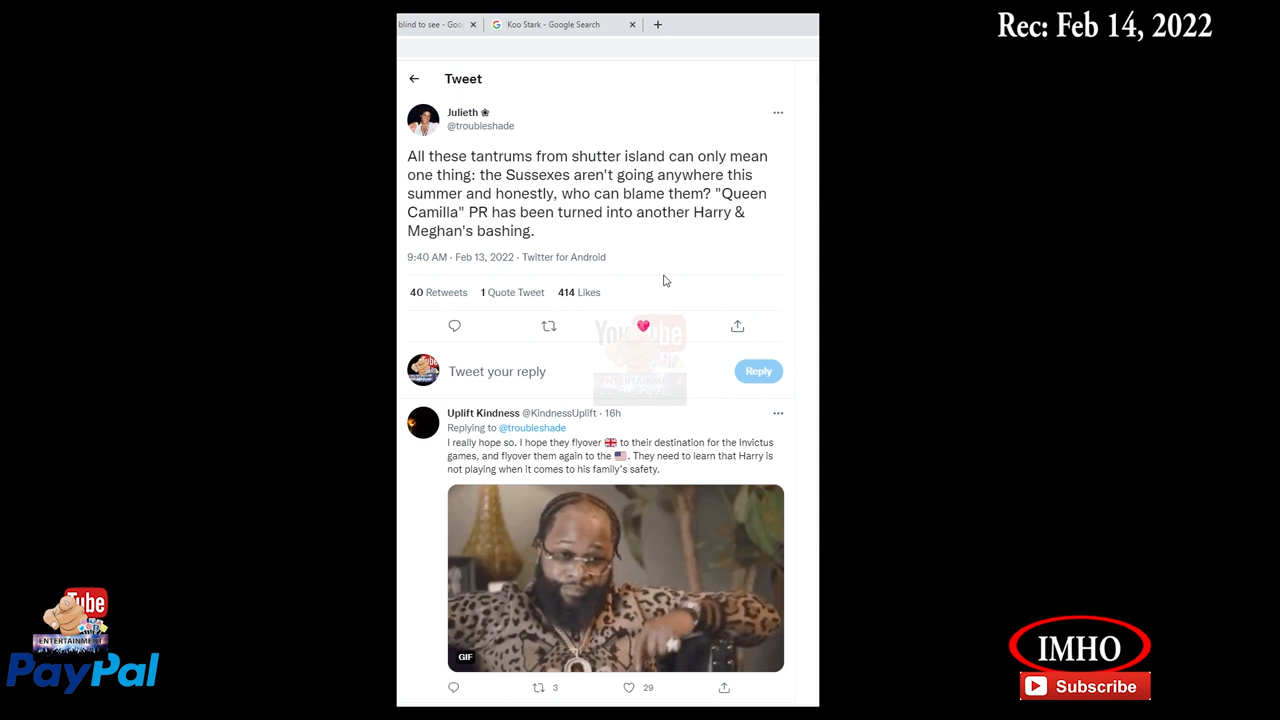 Rec: Feb 14, 2022
blind to see - Goo
Koo Stark - Google Search
Tweet
Julieth ❀
@troubleshade
All these tantrums from shutter island can only mean
one thing: the Sussexes aren't going anywhere this
summer and honestly, who can blame them? "Queen
Camilla" PR has been turned into another Harry &
Meghan's bashing.
9:40 AM · Feb 13, 2022 · Twitter for Android
40 Retweets 1 Quote Tweet 414 Likes
YouTube
ENTERTAINMENT
Tweet your reply
Reply
Uplift Kindness @KindnessUplift · 16h
Replying to @troubleshade
I really hope so. I hope they flyover 🇬🇧 to their destination for the Invictus
games, and flyover them again to the 🇺🇸. They need to learn that Harry is
not playing when it comes to his family's safety.
GIF
3 29
Tube
ENTERTAINMENT
PayPal
IMHO
Subscribe